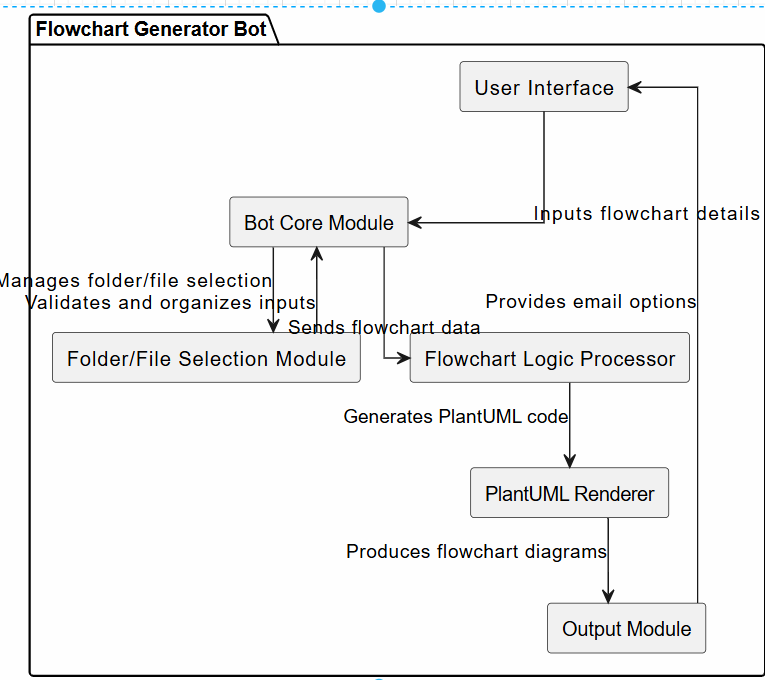 Flowchart Generator Bot
User Interface
Inputs flowchart details
Bot Core Module
Manages folder/file selection
Validates and organizes inputs
Provides email options
Sends flowchart data
Folder/File Selection Module
Flowchart Logic Processor
Generates PlantUML code
PlantUML Renderer
Produces flowchart diagrams
Output Module